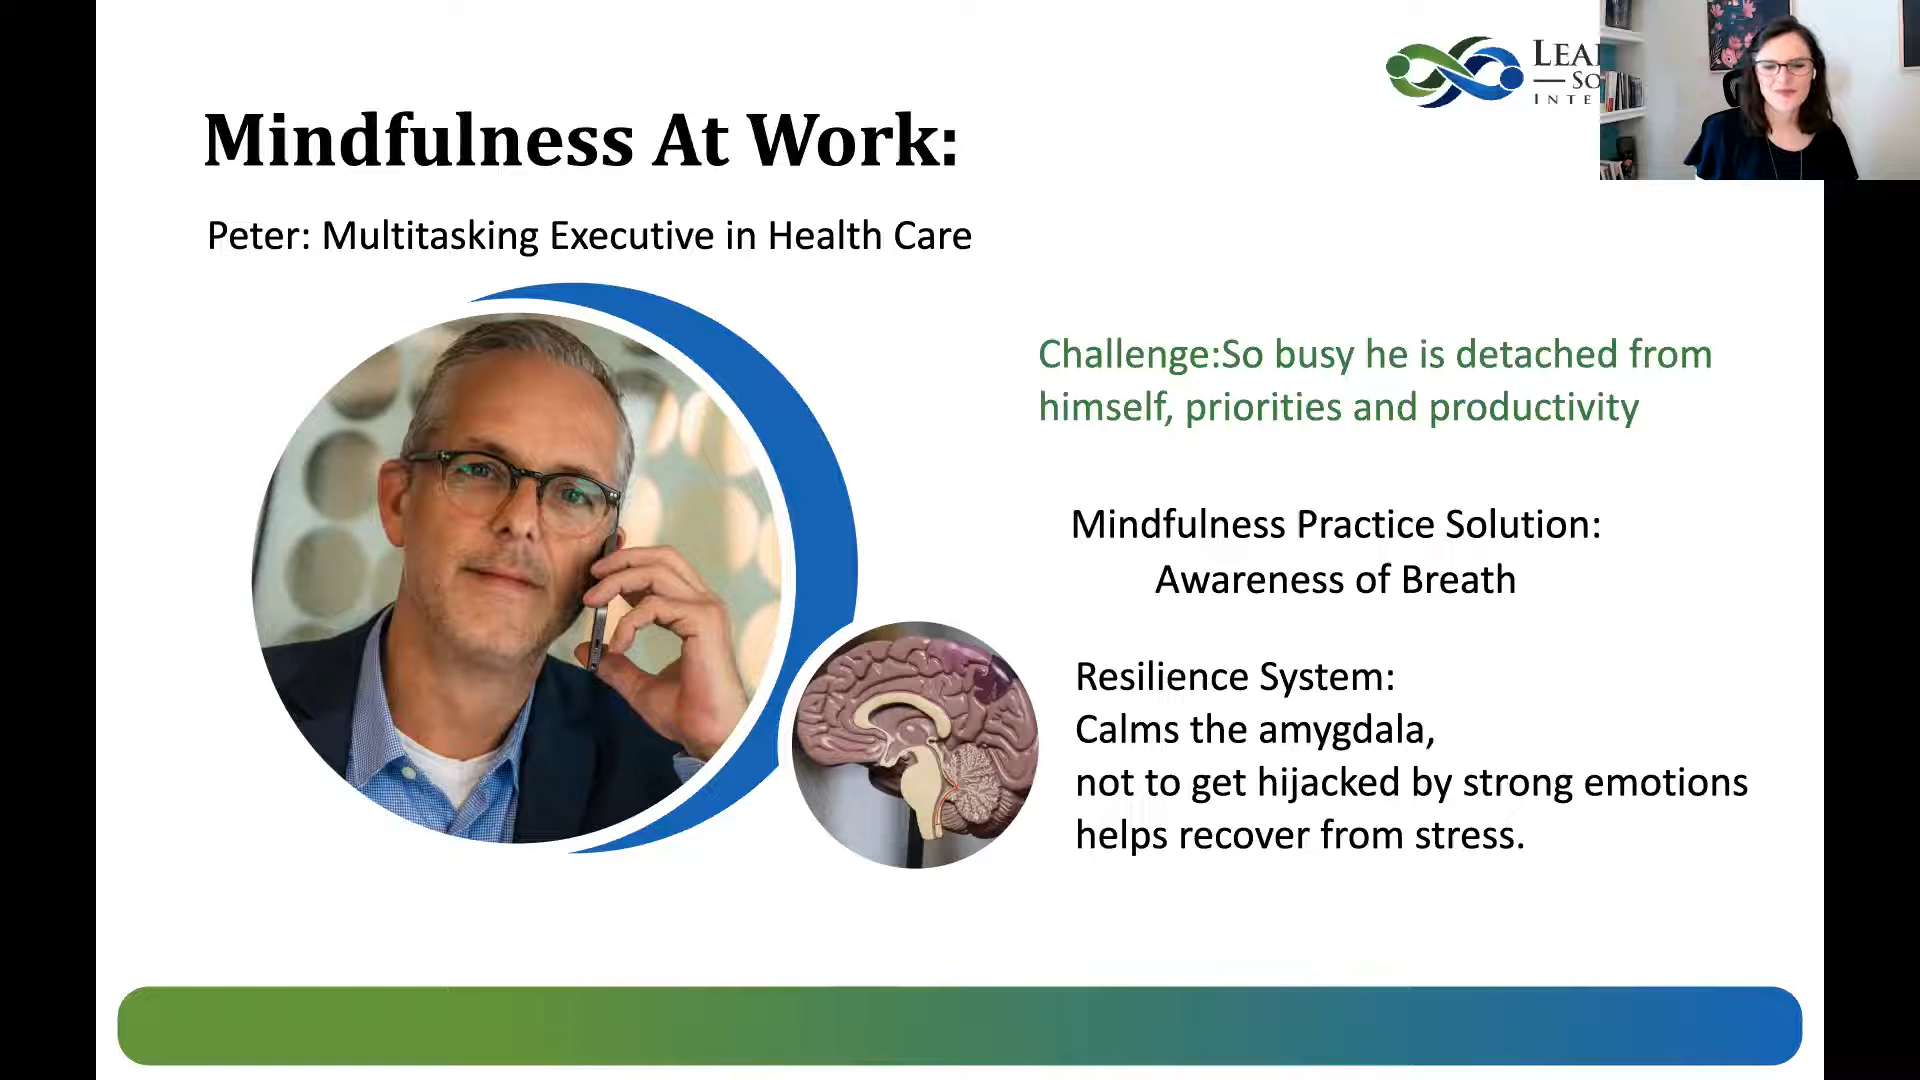 Mindfulness At Work:
Peter: Multitasking Executive in Health Care
Challenge:So busy he is detached from
himself, priorities and productivity
Mindfulness Practice Solution:
Awareness of Breath
Resilience System:
Calms the amygdala,
not to get hijacked by strong emotions
helps recover from stress.